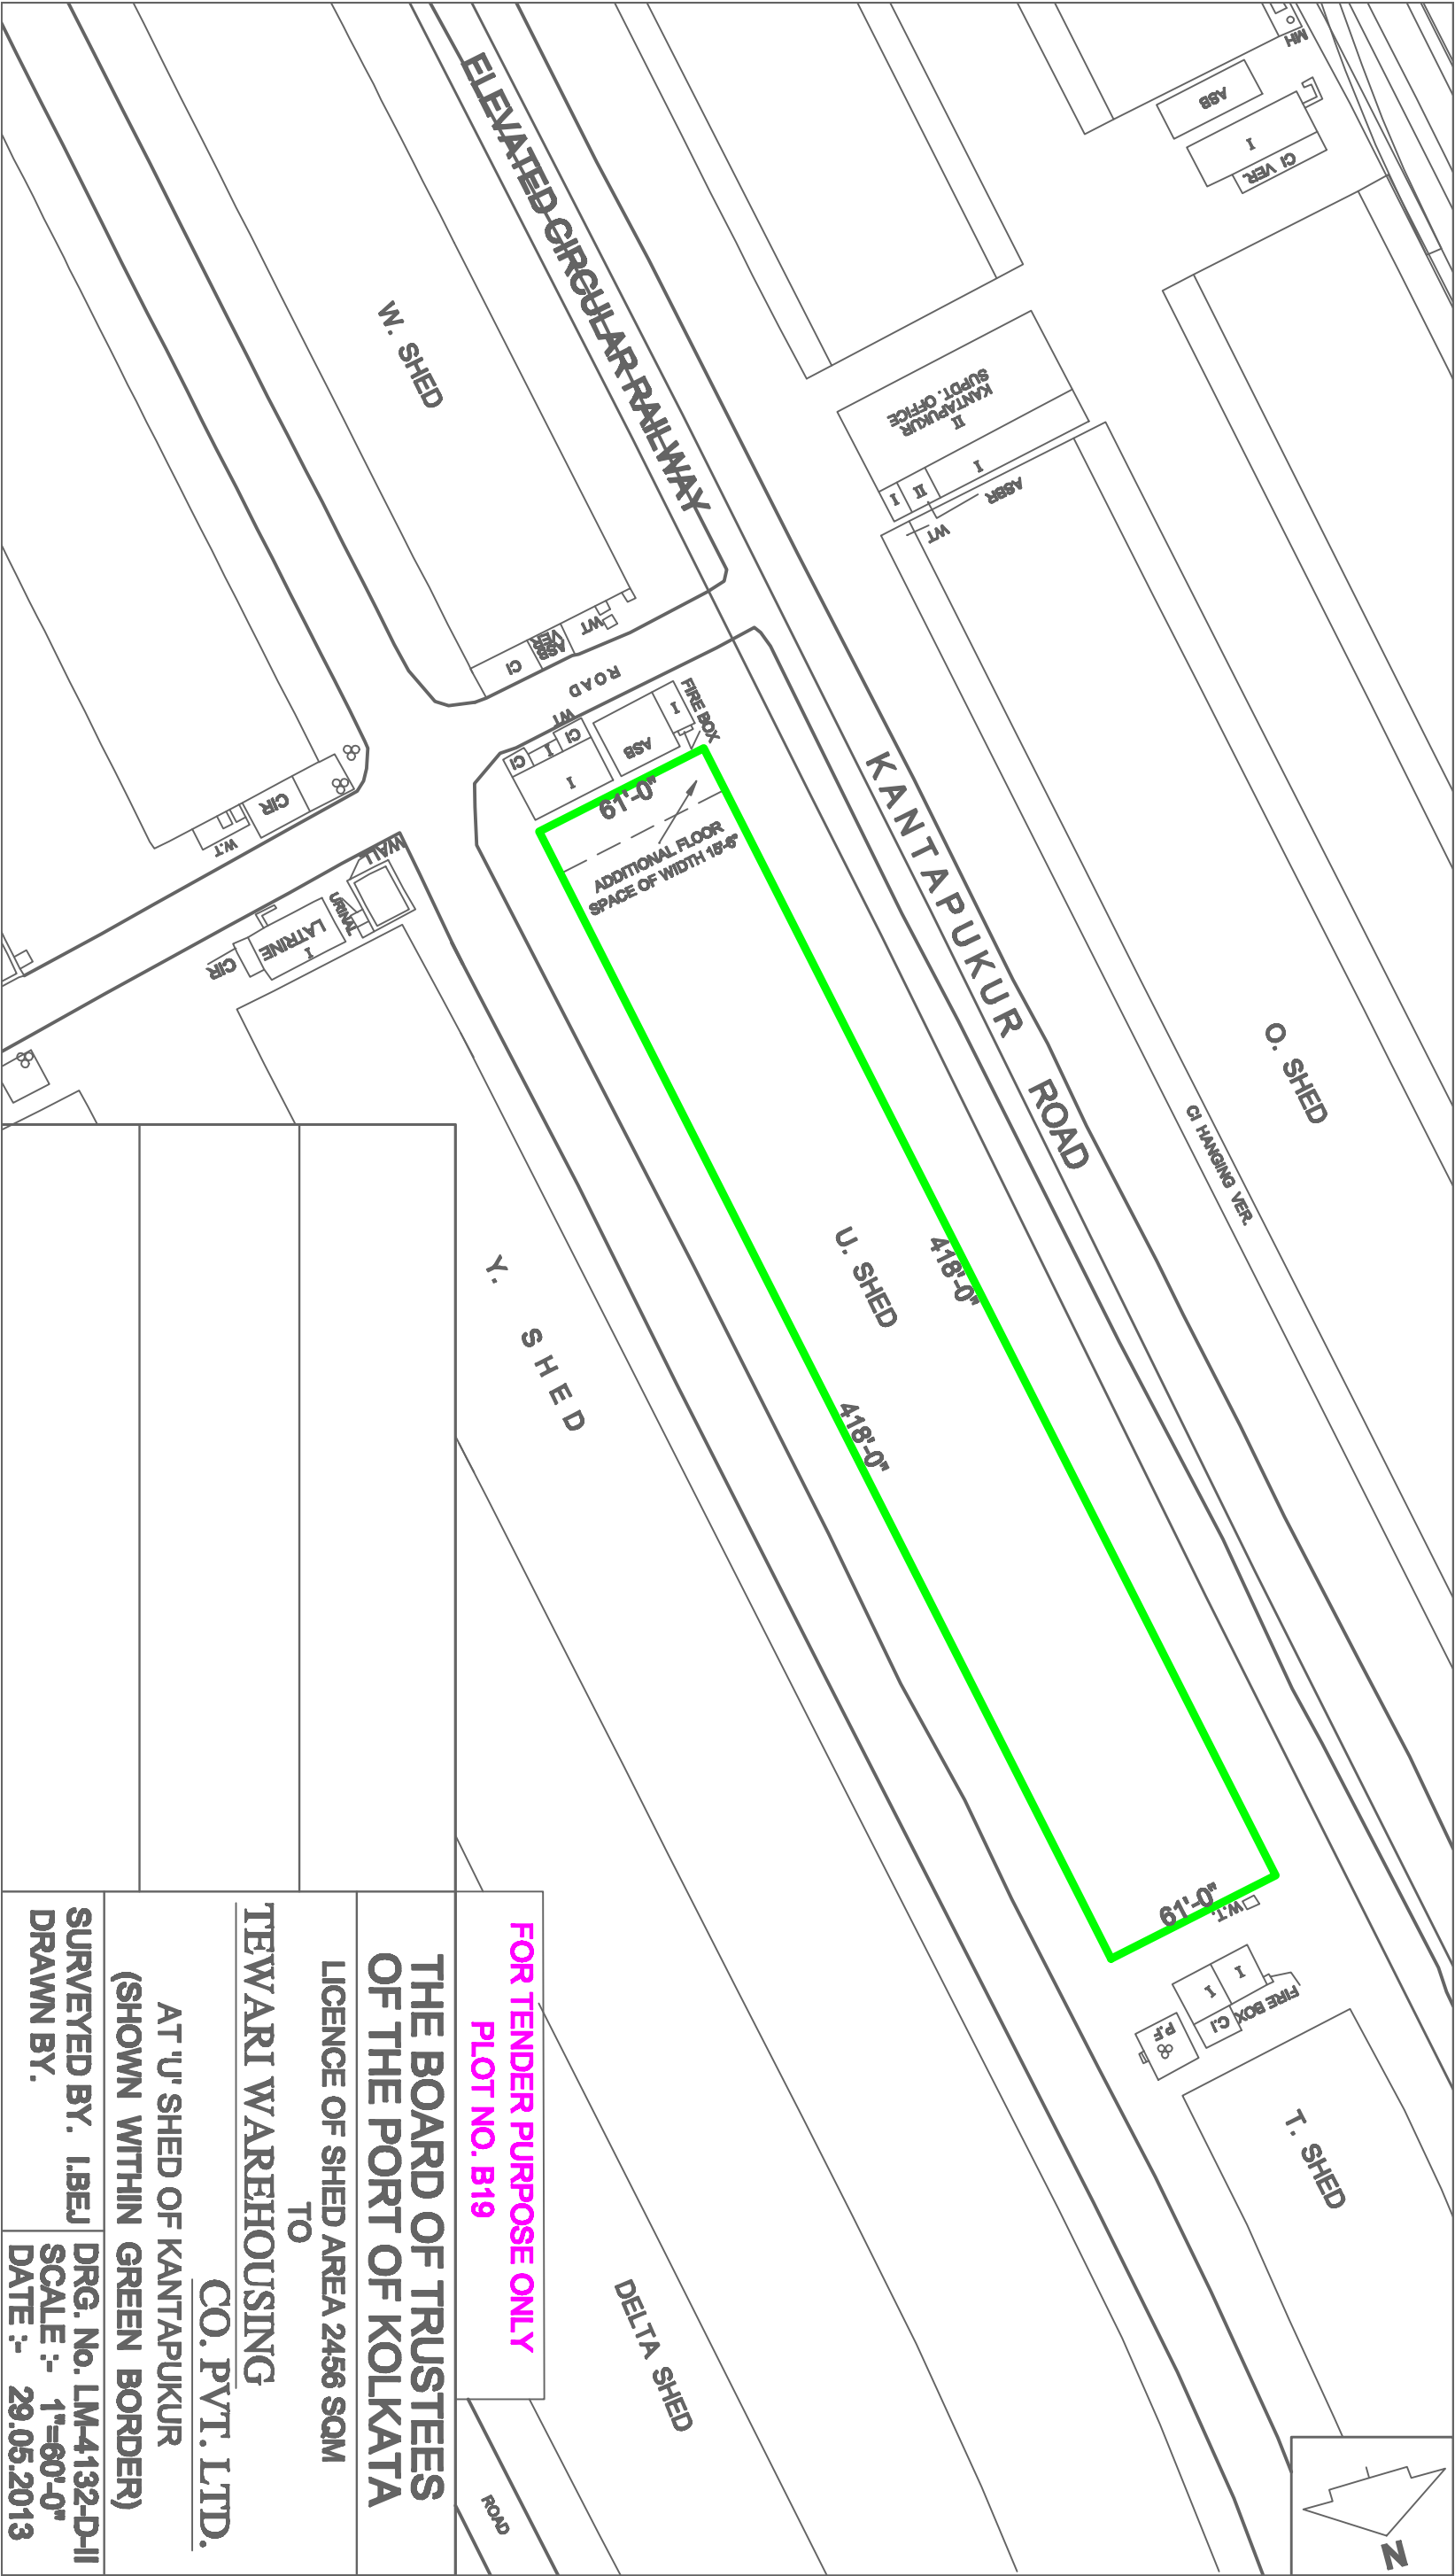 MH
ASB
I
CI VER.
ELEVATED CIRCULAR RAILWAY
W. SHED
KANTAPUKUR
SUPDT. OFFICE
II
I
II
I
ASBR
WT
CI
ASB
VER
WT
ROAD
WT
FIRE BOX
I
ASB
CI
I
CI
I
61'-0"
ADDITIONAL FLOOR
SPACE OF WIDTH 15'-6"
KANTAPUKUR ROAD
O. SHED
CI HANGING VER.
CIR
W.T.
WALL
URINAL
LATRINE
I
CIR
U. SHED
418'-0"
418'-0"
Y. SHED
61'-0"
W.T.
I
I
C.I
FIRE BOX
P.F.
T. SHED
DELTA SHED
ROAD
N
FOR TENDER PURPOSE ONLY
PLOT NO. B19
THE BOARD OF TRUSTEES
OF THE PORT OF KOLKATA
LICENCE OF SHED AREA 2456 SQM
TO
TEWARI WAREHOUSING
CO. PVT. LTD.
AT 'U' SHED OF KANTAPUKUR
(SHOWN WITHIN GREEN BORDER)
SURVEYED BY. I.BEJ
DRAWN BY.
DRG. No. LM-4132-D-II
SCALE :- 1"=60'-0"
DATE :- 29.05.2013